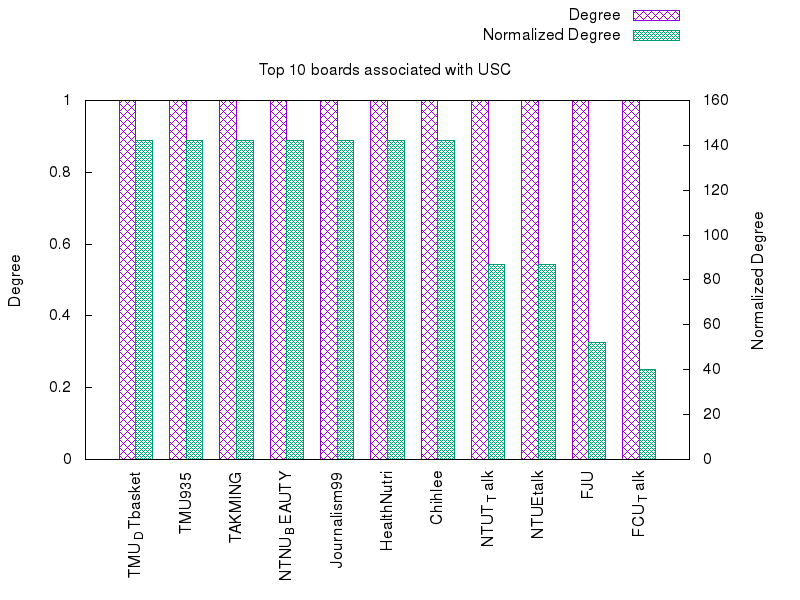 Degree
Normalized Degree
Top 10 boards associated with USC
1
0.8
0.6
0.4
0.2
0
160
140
120
100
80
60
40
20
0
Degree
Normalized Degree
TMU_DTbasket
TMU935
TAKMING
NTNU_BEAUTY
Journalism99
HealthNutri
Chihlee
NTUT_Talk
NTUEtalk
FJU
FCU_Talk